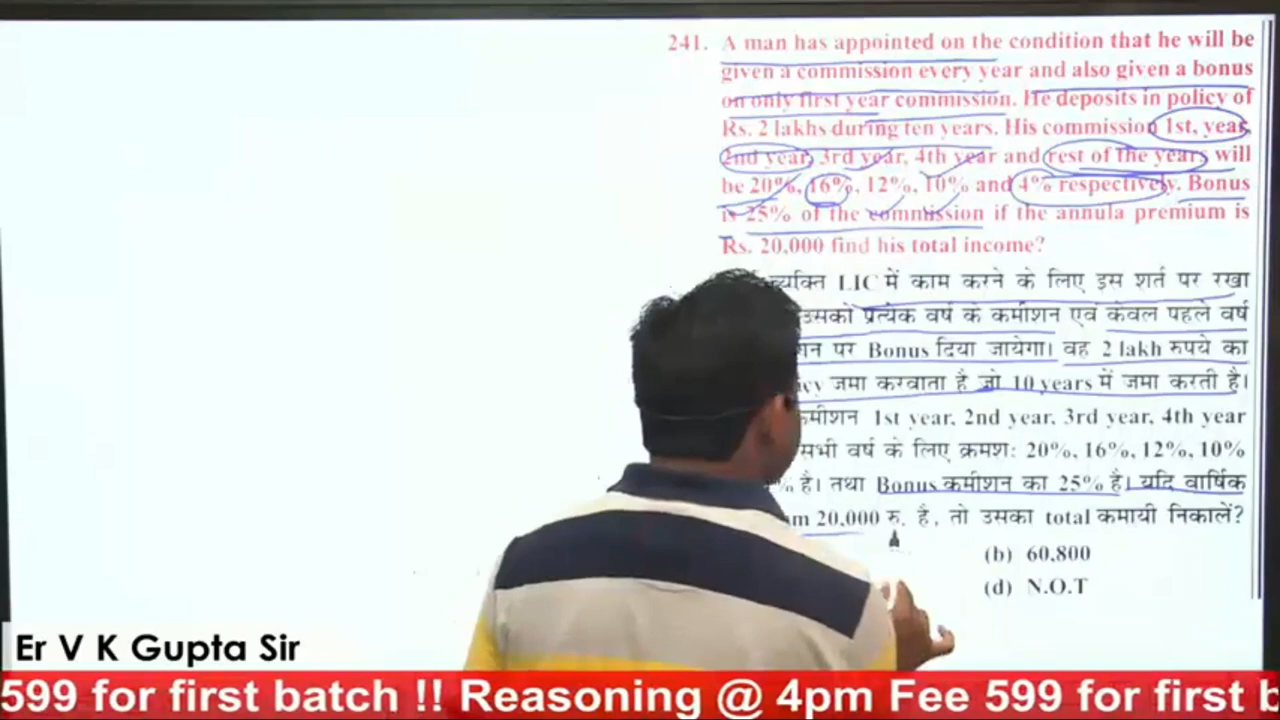 241. A man has appointed on the condition that he will be
given a commission every year and also given a bonus
on only first year commission. He deposits in policy of
Rs. 2 lakhs during ten years. His commission 1st, year,
2nd year, 3rd year, 4th year and rest of the years will
be 20%, 16%, 12%, 10% and 4% respectively. Bonus
is 25% of the commission if the annula premium is
Rs. 20,000 find his total income?
व्यक्ति LIC में काम करने के लिए इस शर्त पर रखा
उसको प्रत्येक वर्ष के कमीशन एवं केवल पहले वर्ष
पर Bonus दिया जायेगा। वह 2 lakh रुपये का
जमा करवाता है जो 10 years में जमा करती है।
1st year, 2nd year, 3rd year, 4th year
सभी वर्ष के लिए क्रमश: 20%, 16%, 12%, 10%
% है। तथा Bonus कमीशन का 25% है। यदि वार्षिक
20,000 रु. है, तो उसका total कमायी निकालें?
(b) 60,800
(d) N.O.T
Er V K Gupta Sir
599 for first batch !! Reasoning @ 4pm Fee 599 for first